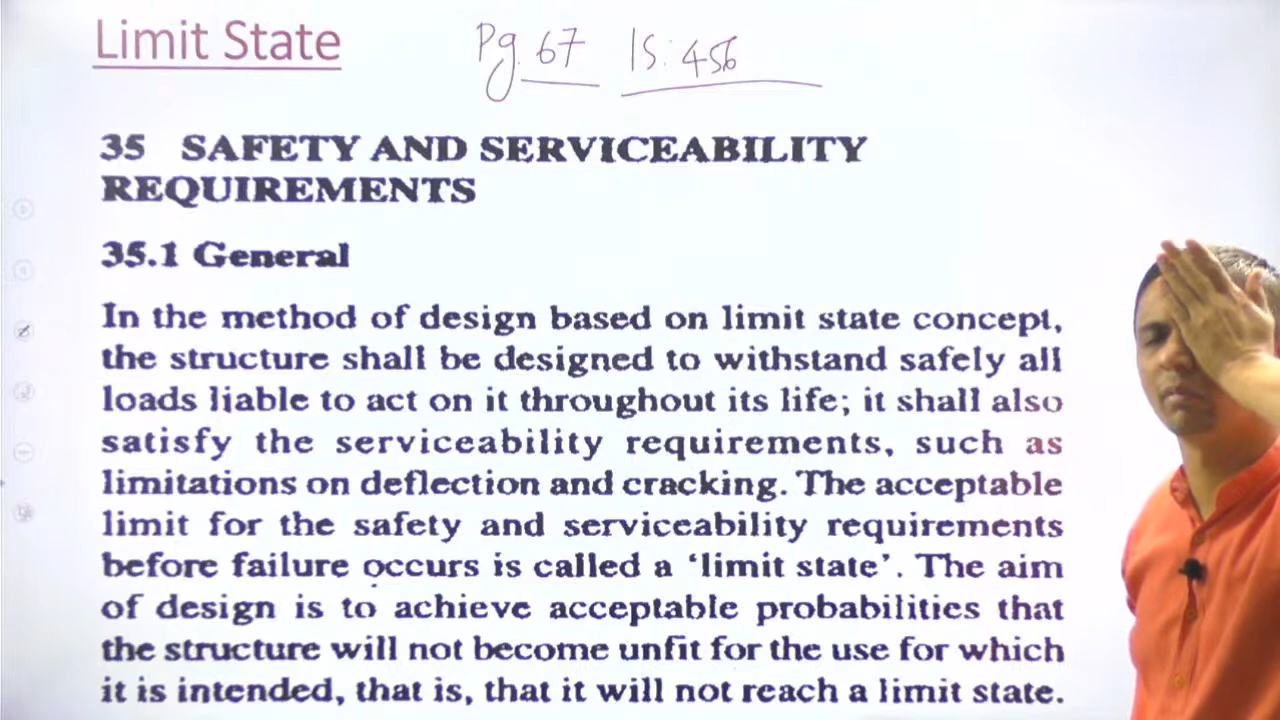 Limit State
Pg. 67 IS: 456
35 SAFETY AND SERVICEABILITY
REQUIREMENTS
35.1 General
In the method of design based on limit state concept,
the structure shall be designed to withstand safely all
loads liable to act on it throughout its life; it shall also
satisfy the serviceability requirements, such as
limitations on deflection and cracking. The acceptable
limit for the safety and serviceability requirements
before failure occurs is called a ‘limit state’. The aim
of design is to achieve acceptable probabilities that
the structure will not become unfit for the use for which
it is intended, that is, that it will not reach a limit state.